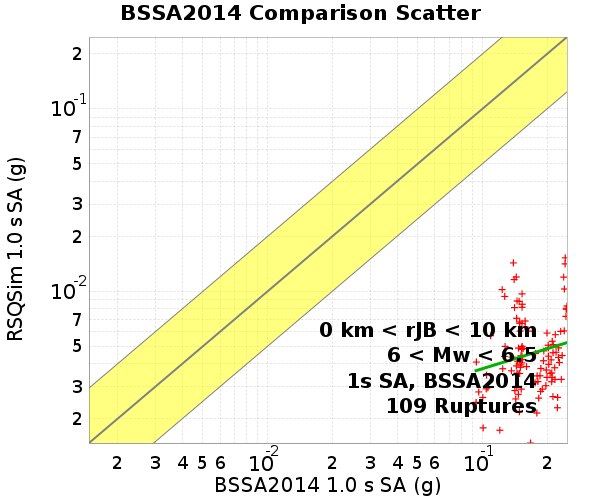 BSSA2014 Comparison Scatter
RSQSim 1.0 s SA (g)
2
10-1
7
5
3
2
10-2
7
5
3
2
0 km < rJB < 10 km
6 < Mw < 6.5
1s SA, BSSA2014
109 Ruptures
2 3 4 5 6 10-2 2 3 4 5 6 10-1 2
BSSA2014 1.0 s SA (g)